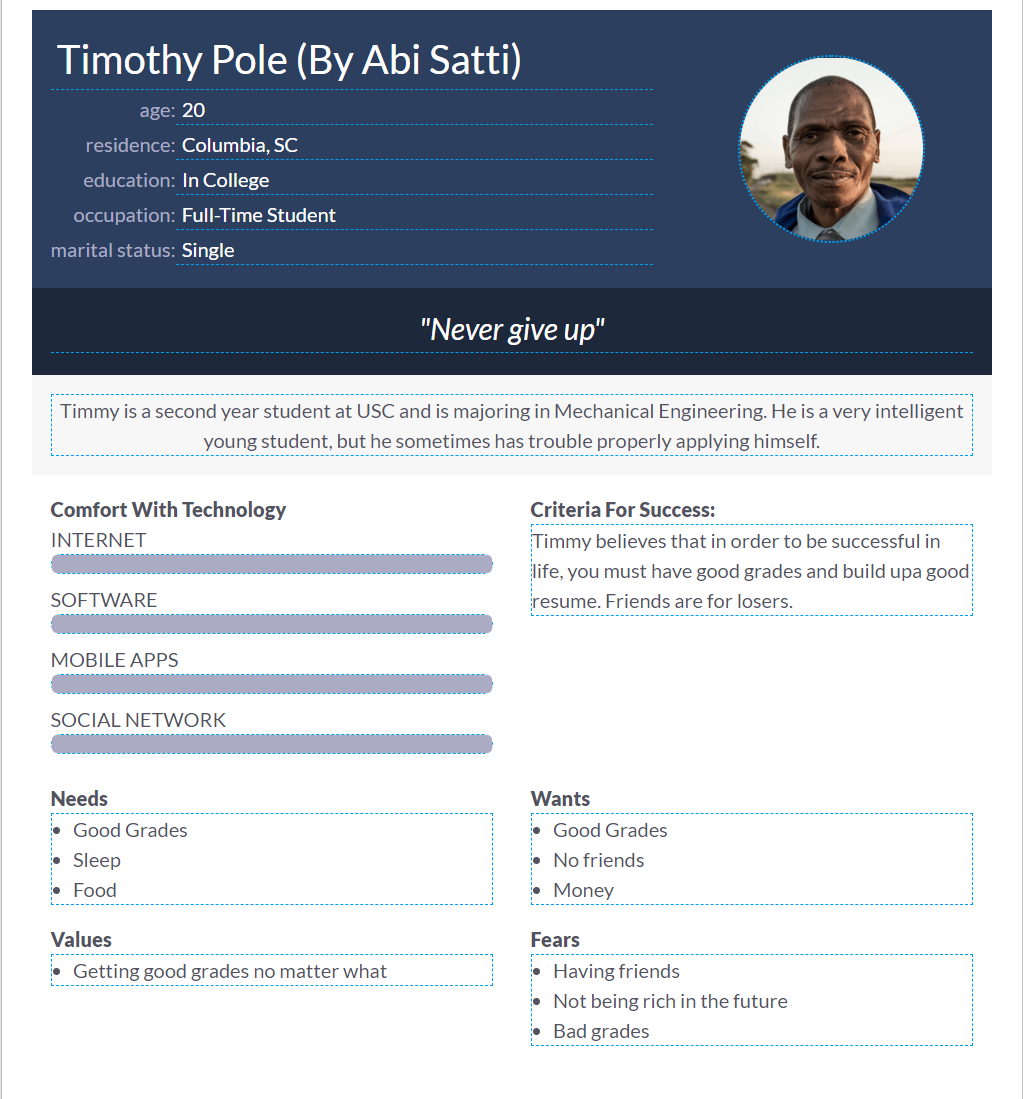 Timothy Pole (By Abi Satti)
age: 20
residence: Columbia, SC
education: In College
occupation: Full-Time Student
marital status: Single
"Never give up"
Timmy is a second year student at USC and is majoring in Mechanical Engineering. He is a very intelligent
young student, but he sometimes has trouble properly applying himself.
Comfort With Technology
INTERNET
SOFTWARE
MOBILE APPS
SOCIAL NETWORK
Criteria For Success:
Timmy believes that in order to be successful in
life, you must have good grades and build upa good
resume. Friends are for losers.
Needs
• Good Grades
• Sleep
• Food
Wants
• Good Grades
• No friends
• Money
Values
• Getting good grades no matter what
Fears
• Having friends
• Not being rich in the future
• Bad grades